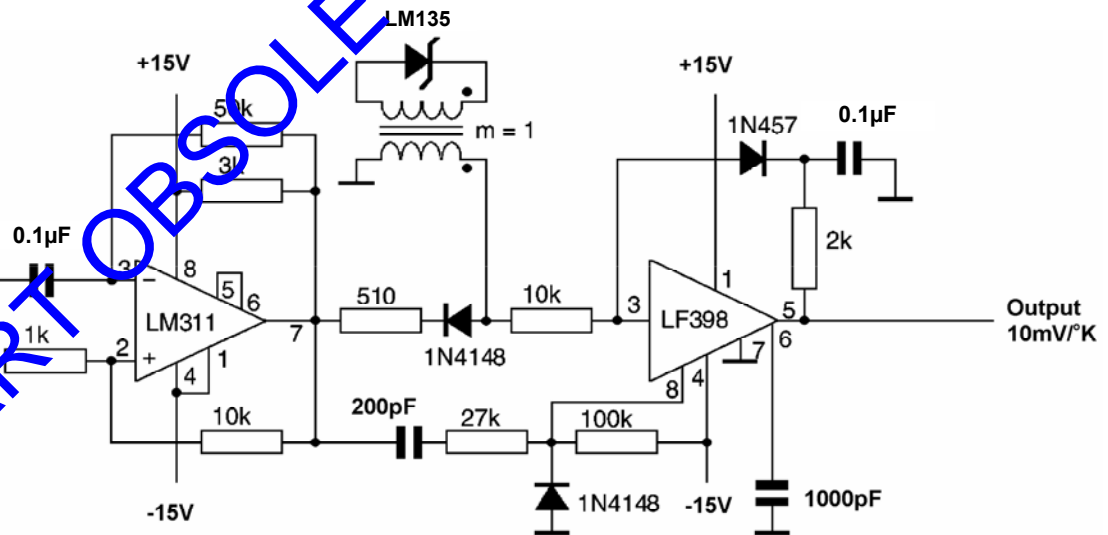 LM135
+15V
+15V
50k
3k
m = 1
1N457
0.1µF
0.1µF
2k
3
8
5
6
1
LM311
510
7
1N4148
10k
3
LF398
5
6
7
Output
10mV/°K
1k
2
1
4
8
4
10k
200pF
27k
100k
-15V
1N4148
-15V
1000pF
RT OBSOLE